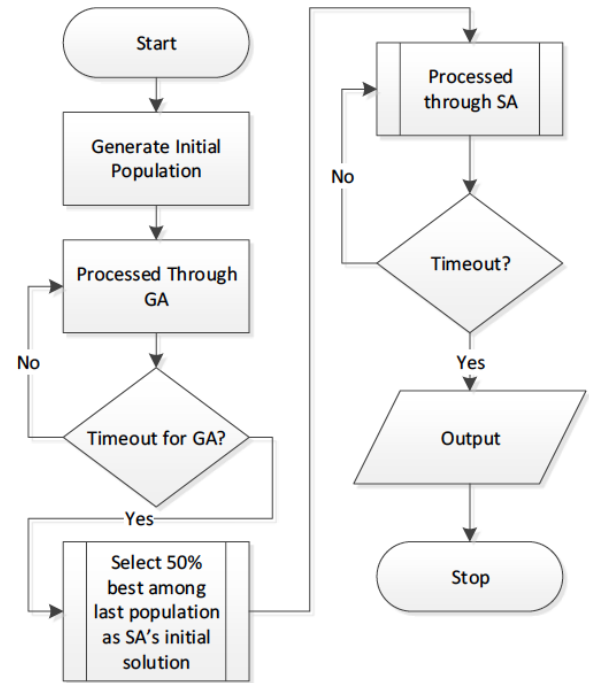 Start
Generate Initial
Population
Processed Through
GA
No
Timeout for GA?
Yes
Select 50%
best among
last population
as SA's initial
solution
Processed
through SA
No
Timeout?
Yes
Output
Stop